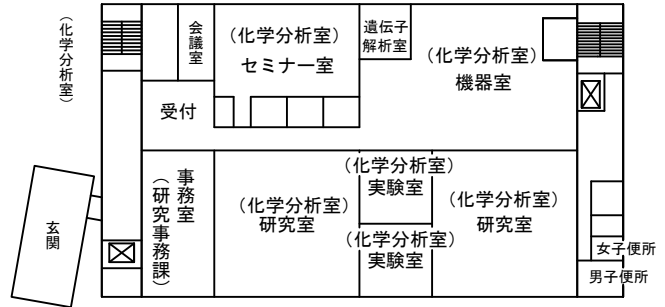 （化学分析室）
会議室
（化学分析室）
セミナー室
遺伝子
解析室
（化学分析室）
機器室
受付
玄関
事務室
（研究事務課）
（化学分析室）
研究室
（化学分析室）
実験室
（化学分析室）
実験室
（化学分析室）
研究室
女子便所
男子便所